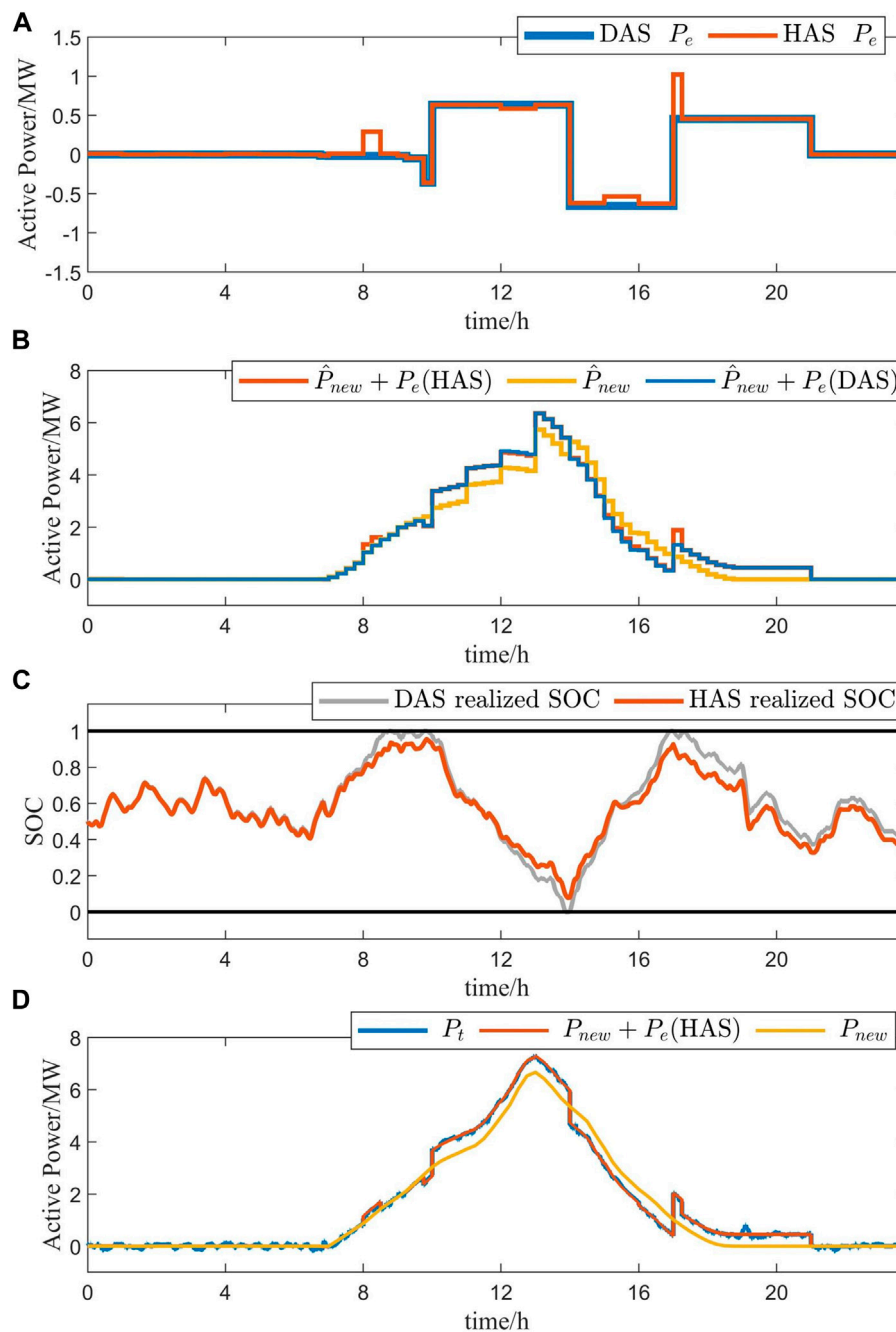 A
DAS P_e HAS P_e
1.5
1
0.5
0
-0.5
-1
-1.5
Active Power/MW
0 4 8 12 16 20
time/h
B
P̂_new + P_e(HAS) P̂_new P̂_new + P_e(DAS)
8
6
4
2
0
Active Power/MW
0 4 8 12 16 20
time/h
C
DAS realized SOC HAS realized SOC
1
0.8
0.6
0.4
0.2
0
SOC
0 4 8 12 16 20
time/h
D
P_t P_new + P_e(HAS) P_new
8
6
4
2
0
Active Power/MW
0 4 8 12 16 20
time/h